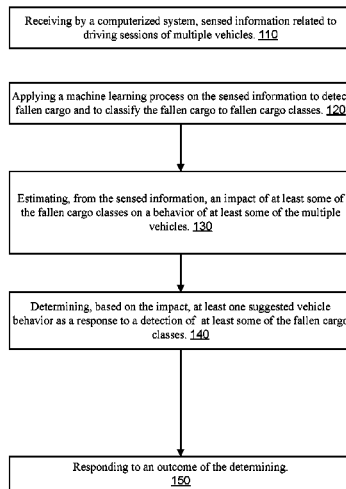 Receiving by a computerized system, sensed information related to
driving sessions of multiple vehicles. 110
Applying a machine learning process on the sensed information to detec
fallen cargo and to classify the fallen cargo to fallen cargo classes. 120
Estimating, from the sensed information, an impact of at least some of
the fallen cargo classes on a behavior of at least some of the multiple
vehicles. 130
Determining, based on the impact, at least one suggested vehicle
behavior as a response to a detection of at least some of the fallen cargo
classes. 140
Responding to an outcome of the determining.
150